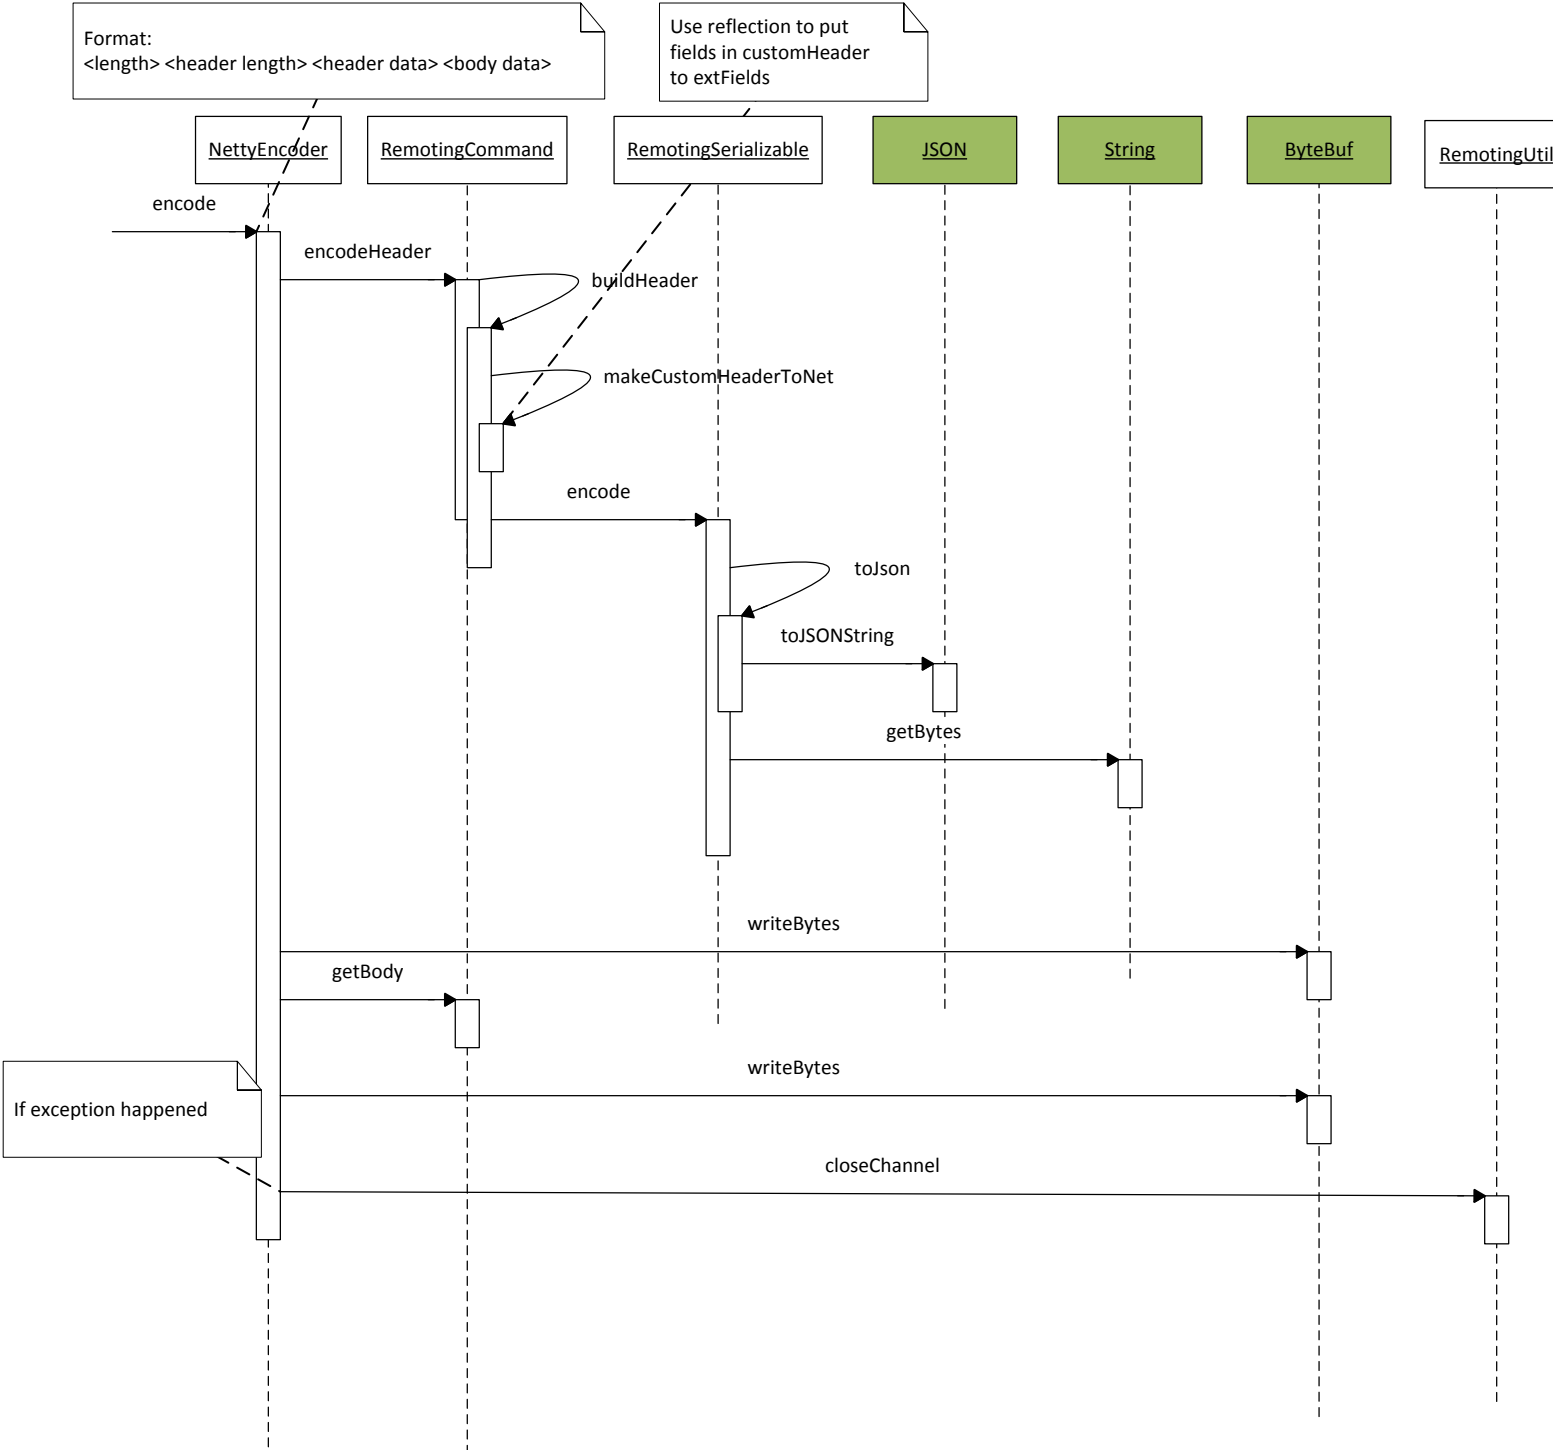 Format:
<length> <header length> <header data> <body data>
Use reflection to put
fields in customHeader
to extFields
NettyEncoder
RemotingCommand
RemotingSerializable
JSON
String
ByteBuf
RemotingUtil
encode
encodeHeader
buildHeader
makeCustomHeaderToNet
encode
toJson
toJSONString
getBytes
writeBytes
getBody
writeBytes
If exception happened
closeChannel